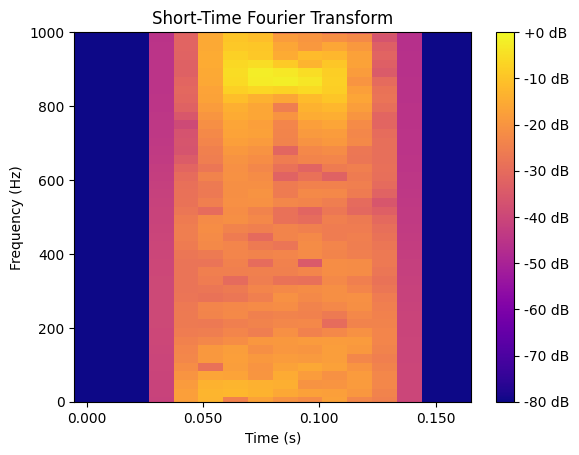 Short-Time Fourier Transform
Frequency (Hz)
1000
800
600
400
200
0
0.000
0.050
0.100
0.150
Time (s)
+0 dB
-10 dB
-20 dB
-30 dB
-40 dB
-50 dB
-60 dB
-70 dB
-80 dB